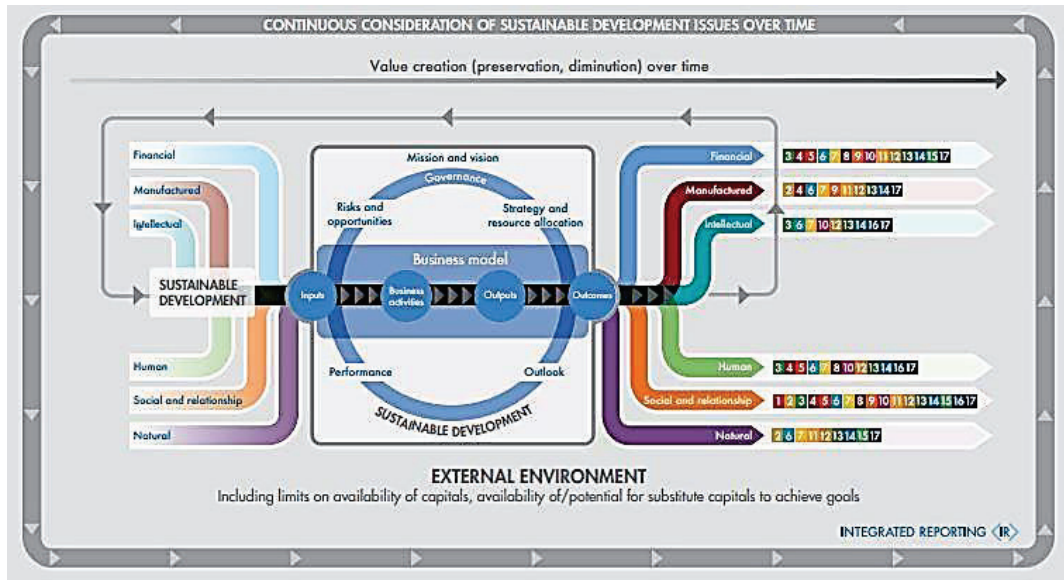 CONTINUOUS CONSIDERATION OF SUSTAINABLE DEVELOPMENT ISSUES OVER TIME
Value creation (preservation, diminution) over time
Financial
Manufactured
Intellectual
SUSTAINABLE
DEVELOPMENT
Human
Social and relationship
Natural
Mission and vision
Governance
Risks and
opportunities
Strategy and
resource allocation
Business model
Inputs
Business
activities
Outputs
Outcomes
Performance
Outlook
SUSTAINABLE DEVELOPMENT
Financial
3 4 5 6 7 8 9 10 11 12 13 14 15 17
Manufactured
2 4 6 7 9 11 12 13 14 17
Intellectual
3 6 7 10 12 13 14 16 17
Human
3 4 5 6 7 8 10 12 13 14 16 17
Social and relationship
1 2 3 4 5 6 7 8 9 10 11 12 13 14 15 16 17
Natural
2 6 7 11 12 13 14 15 17
EXTERNAL ENVIRONMENT
Including limits on availability of capitals, availability of/potential for substitute capitals to achieve goals
INTEGRATED REPORTING <IR>